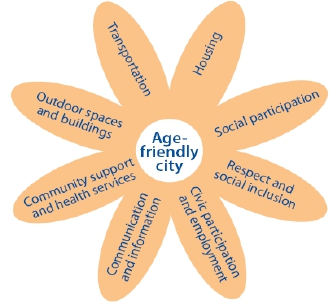 Age-
friendly
city
Transportation
Housing
Social participation
Respect and
social inclusion
Civic participation
and employment
Communication
and information
Community support
and health services
Outdoor spaces
and buildings